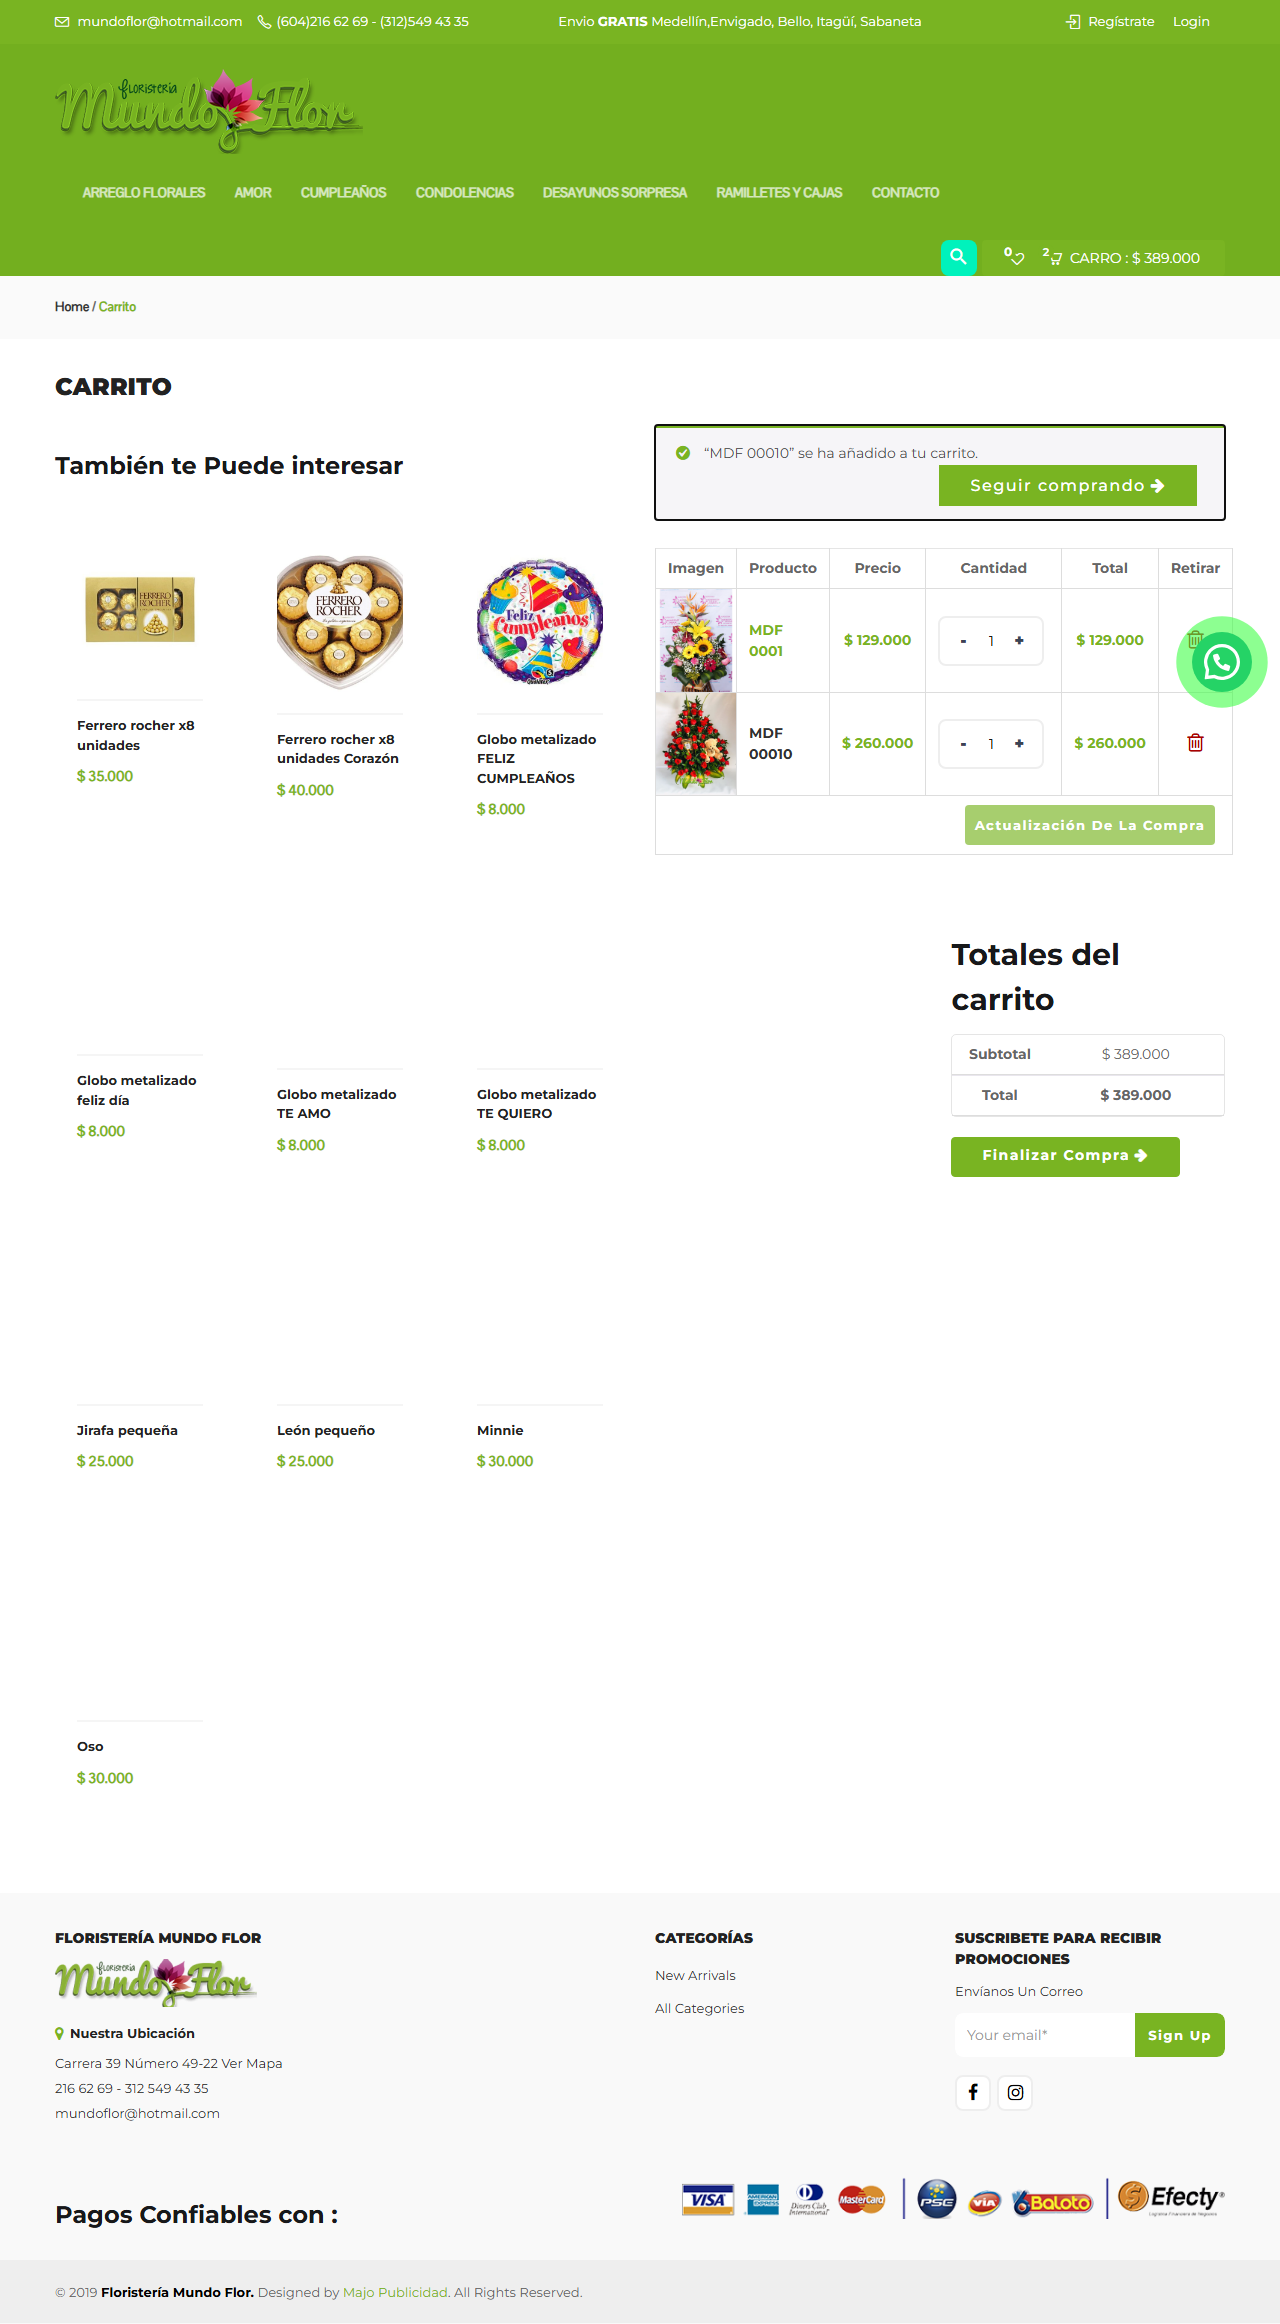 mundoflor@hotmail.com (604)216 62 69 - (312)549 43 35 Envio GRATIS Medellín,Envigado, Bello, Itagüí, Sabaneta Regístrate Login
floristería
Mundo Flor
ARREGLO FLORALES AMOR CUMPLEAÑOS CONDOLENCIAS DESAYUNOS SORPRESA RAMILLETES Y CAJAS CONTACTO
0 2 CARRO : $ 389.000
Home / Carrito
CARRITO
También te Puede interesar
FERRERO ROCHER
FERRERO
ROCHER
Feliz
Cumpleaños
Ferrero rocher x8
unidades
$ 35.000
Ferrero rocher x8
unidades Corazón
$ 40.000
Globo metalizado
FELIZ
CUMPLEAÑOS
$ 8.000
Globo metalizado
feliz día
$ 8.000
Globo metalizado
TE AMO
$ 8.000
Globo metalizado
TE QUIERO
$ 8.000
Jirafa pequeña
$ 25.000
León pequeño
$ 25.000
Minnie
$ 30.000
Oso
$ 30.000
“MDF 00010” se ha añadido a tu carrito.
Seguir comprando
Imagen Producto Precio Cantidad Total Retirar
MDF
0001
$ 129.000 - 1 + $ 129.000
MDF
00010
$ 260.000 - 1 + $ 260.000
Actualización De La Compra
Totales del
carrito
Subtotal $ 389.000
Total $ 389.000
Finalizar Compra
FLORISTERÍA MUNDO FLOR
floristería
Mundo Flor
Nuestra Ubicación
Carrera 39 Número 49-22 Ver Mapa
216 62 69 - 312 549 43 35
mundoflor@hotmail.com
CATEGORÍAS
New Arrivals
All Categories
SUSCRIBETE PARA RECIBIR
PROMOCIONES
Envíanos Un Correo
Your email* Sign Up
Pagos Confiables con :
VISA AMERICAN EXPRESS Diners Club International MasterCard PSE VIA Baloto Efecty
© 2019 Floristería Mundo Flor. Designed by Majo Publicidad. All Rights Reserved.